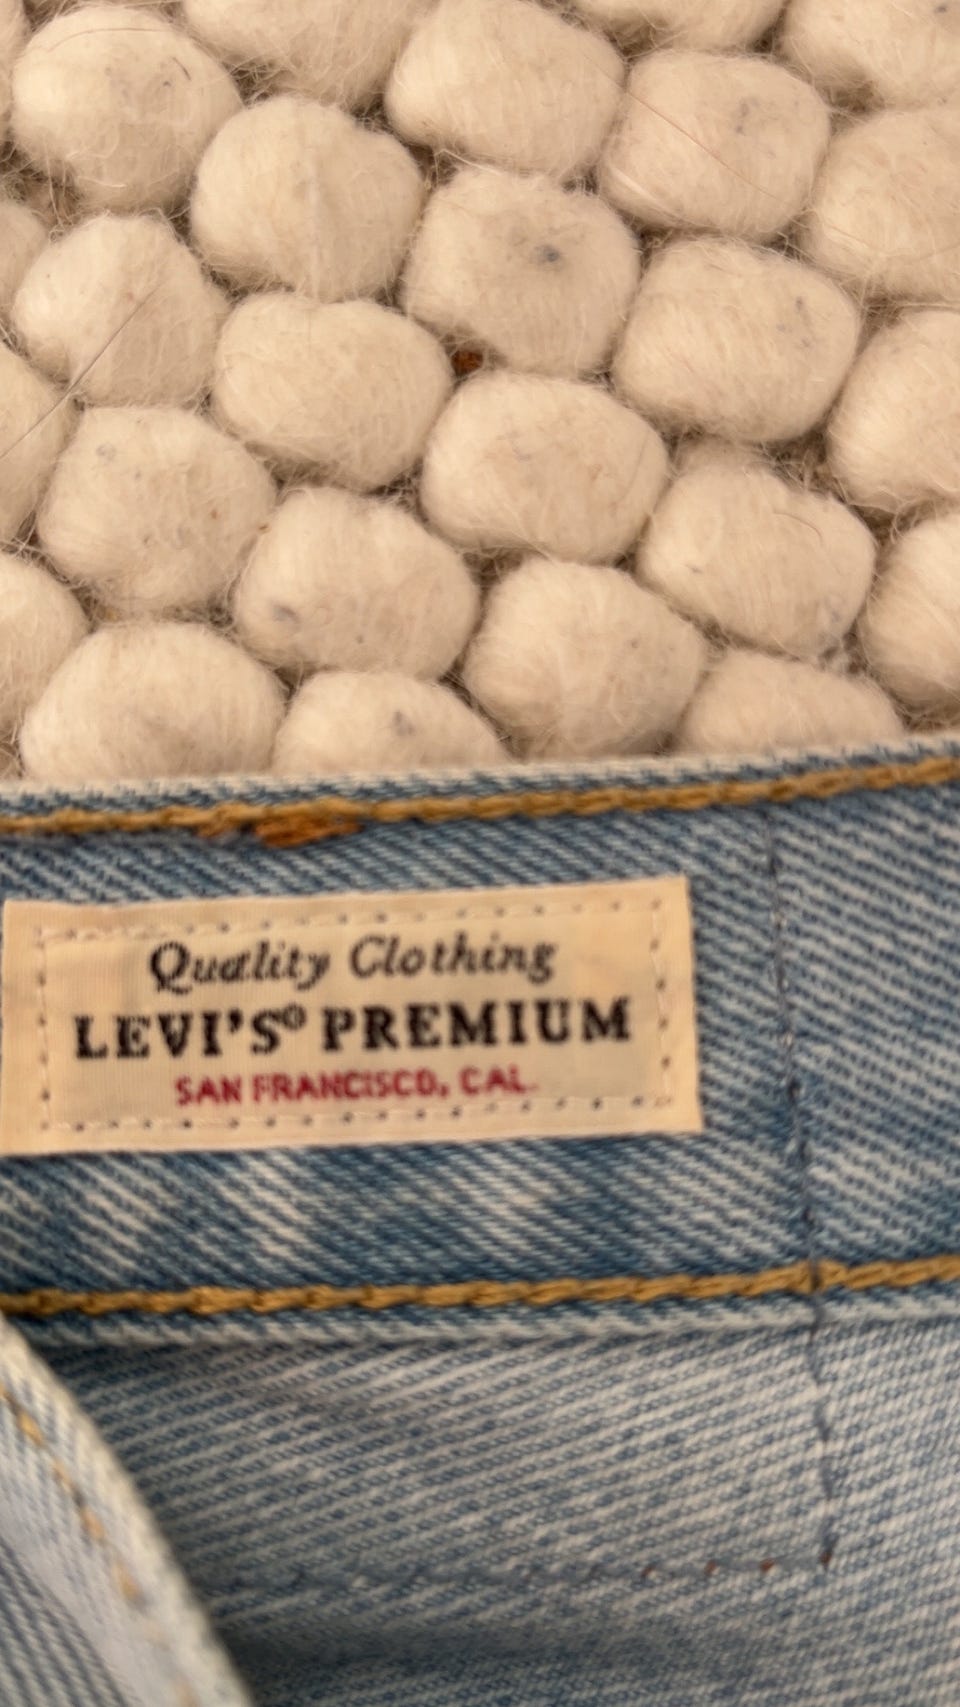 Quality Clothing
LEVI'S® PREMIUM
SAN FRANCISCO, CAL.